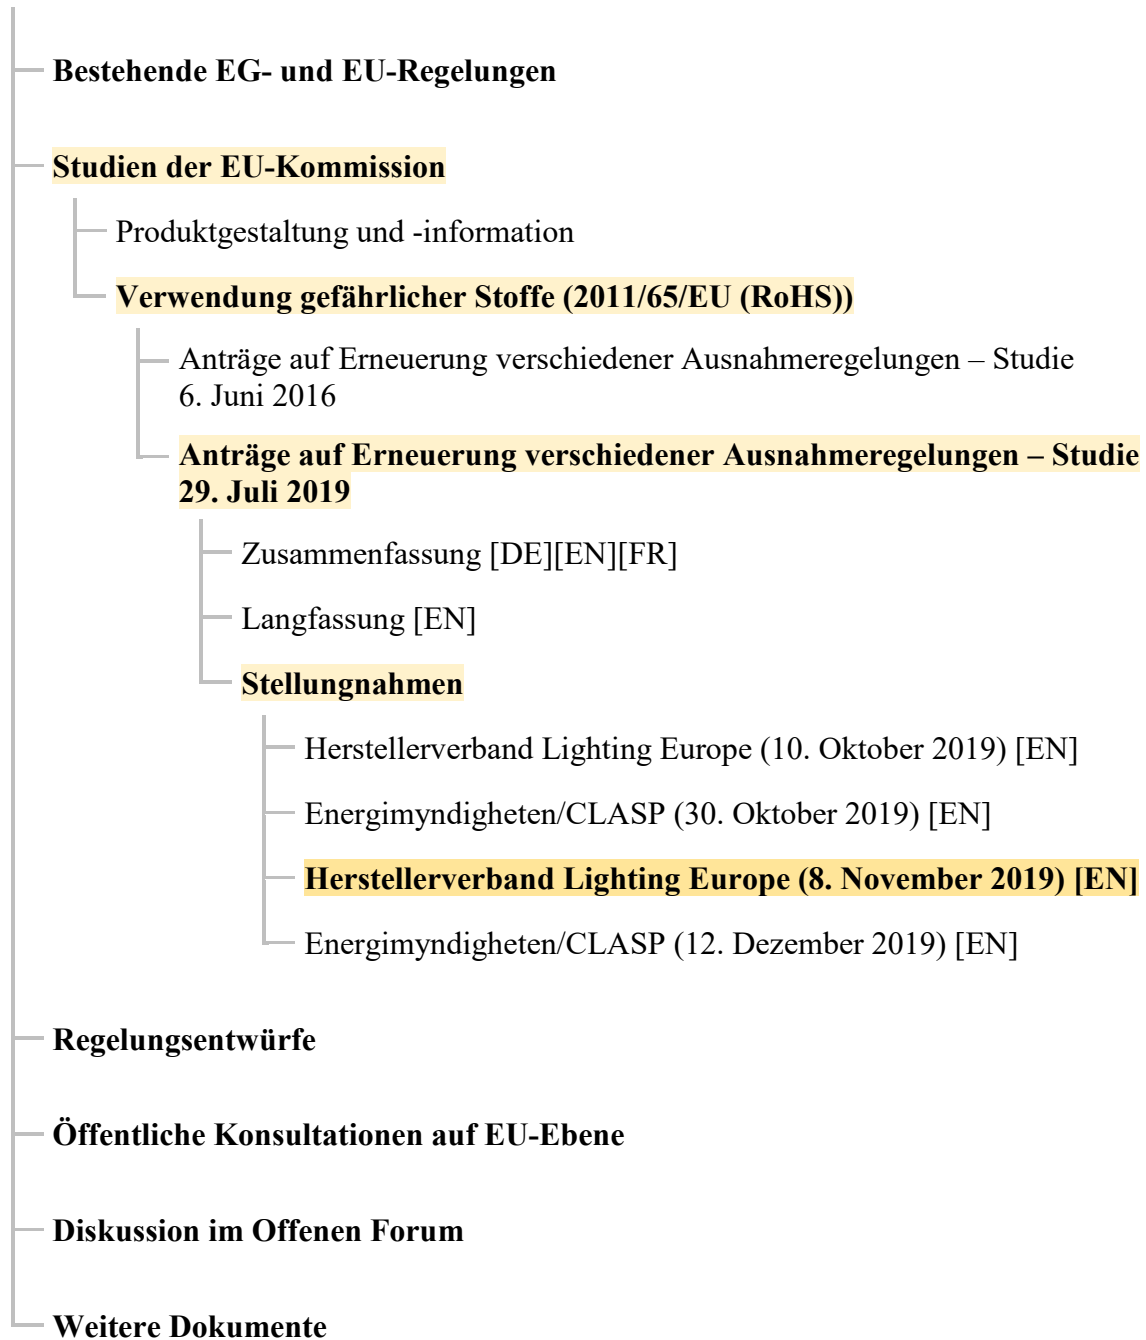 Bestehende EG- und EU-Regelungen
Studien der EU-Kommission
Produktgestaltung und -information
Verwendung gefährlicher Stoffe (2011/65/EU (RoHS))
Anträge auf Erneuerung verschiedener Ausnahmeregelungen – Studie
6. Juni 2016
Anträge auf Erneuerung verschiedener Ausnahmeregelungen – Studie
29. Juli 2019
Zusammenfassung [DE][EN][FR]
Langfassung [EN]
Stellungnahmen
Herstellerverband Lighting Europe (10. Oktober 2019) [EN]
Energimyndigheten/CLASP (30. Oktober 2019) [EN]
Herstellerverband Lighting Europe (8. November 2019) [EN]
Energimyndigheten/CLASP (12. Dezember 2019) [EN]
Regelungsentwürfe
Öffentliche Konsultationen auf EU-Ebene
Diskussion im Offenen Forum
Weitere Dokumente